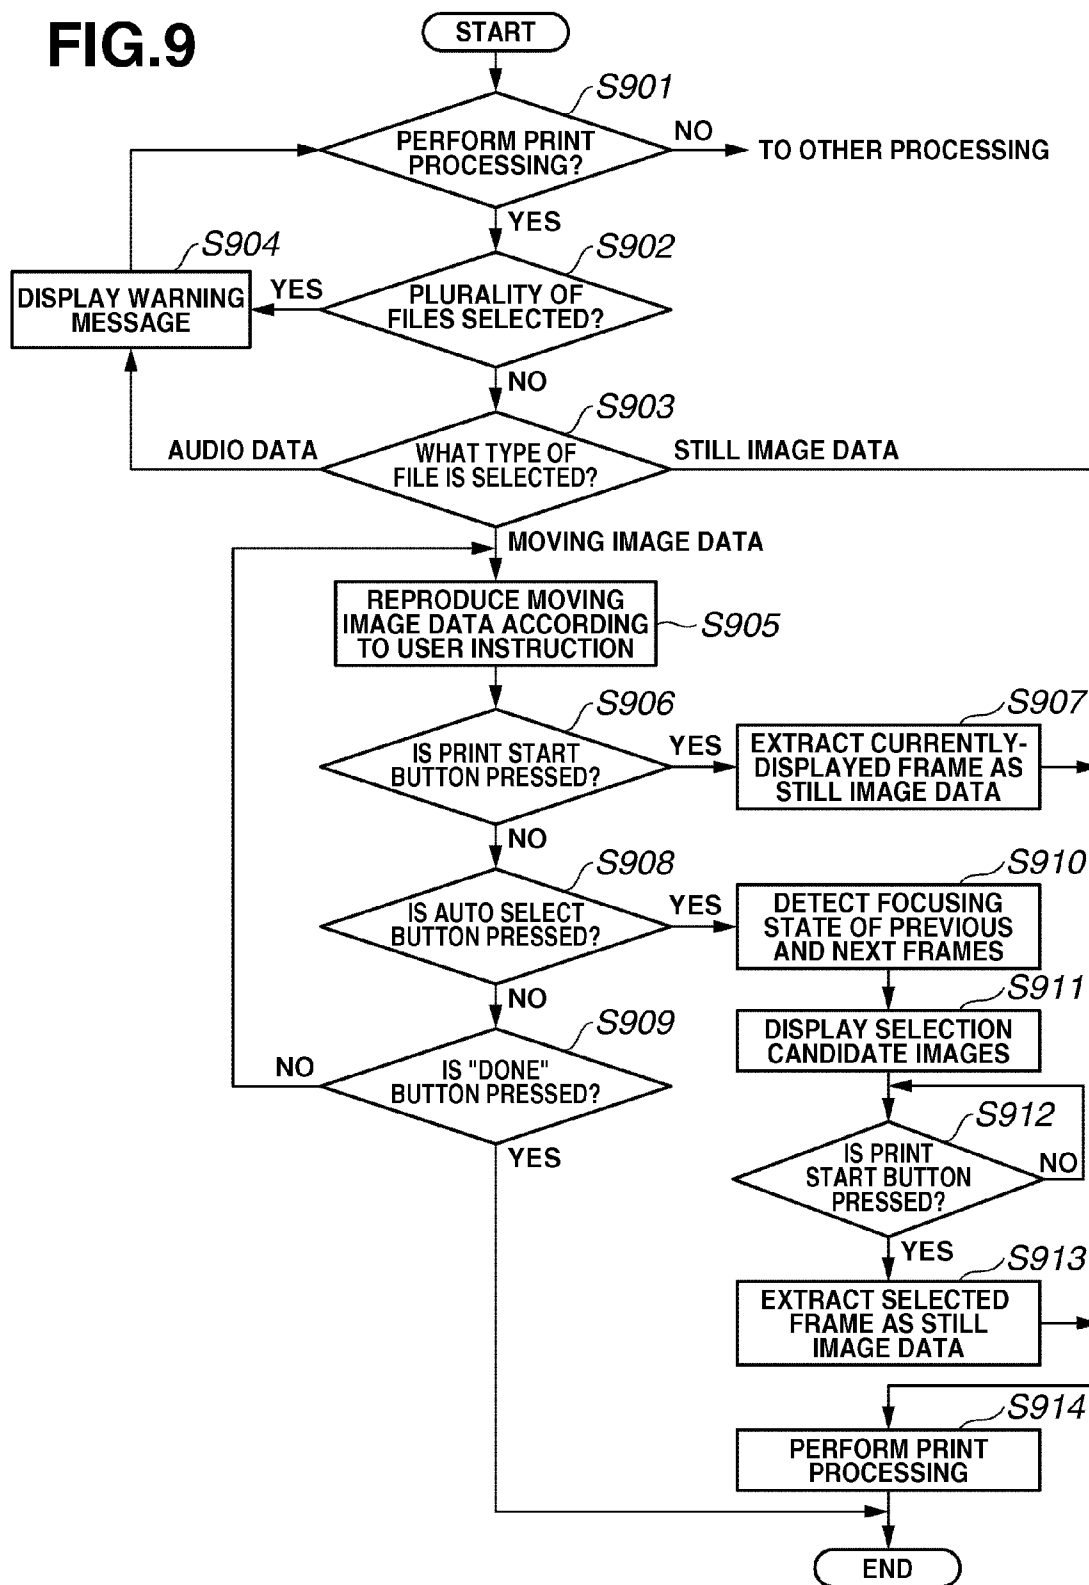 FIG.9
START
S901
PERFORM PRINT
PROCESSING?
NO
TO OTHER PROCESSING
YES
S904
DISPLAY WARNING
MESSAGE
YES
S902
PLURALITY OF
FILES SELECTED?
NO
S903
AUDIO DATA
WHAT TYPE OF
FILE IS SELECTED?
STILL IMAGE DATA
MOVING IMAGE DATA
REPRODUCE MOVING
IMAGE DATA ACCORDING
TO USER INSTRUCTION
S905
S906
IS PRINT START
BUTTON PRESSED?
YES
S907
EXTRACT CURRENTLY-
DISPLAYED FRAME AS
STILL IMAGE DATA
NO
S908
IS AUTO SELECT
BUTTON PRESSED?
YES
S910
DETECT FOCUSING
STATE OF PREVIOUS
AND NEXT FRAMES
NO
S911
DISPLAY SELECTION
CANDIDATE IMAGES
S909
NO
IS "DONE"
BUTTON PRESSED?
YES
S912
IS PRINT
START BUTTON
PRESSED?
NO
YES
S913
EXTRACT SELECTED
FRAME AS STILL
IMAGE DATA
S914
PERFORM PRINT
PROCESSING
END